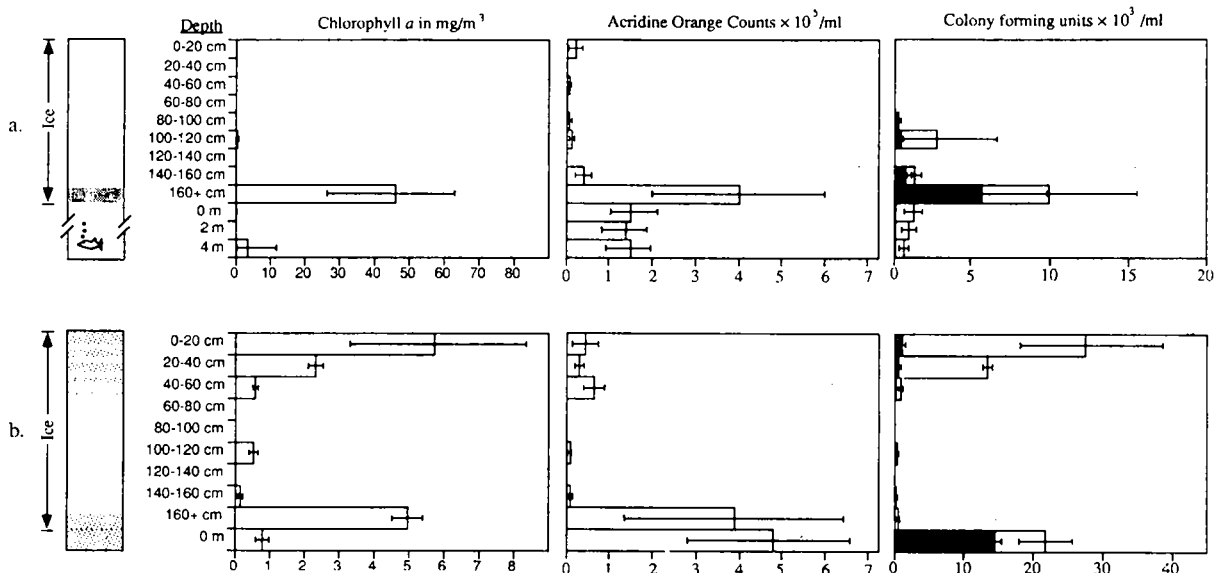 Depth
Chlorophyll a in mg/m³
Acridine Orange Counts × 10⁵/ml
Colony forming units × 10³ /ml
a.
Ice
0-20 cm
20-40 cm
40-60 cm
60-80 cm
80-100 cm
100-120 cm
120-140 cm
140-160 cm
160+ cm
0 m
2 m
4 m
0 10 20 30 40 50 60 70 80
0 1 2 3 4 5 6 7
0 5 10 15 20
b.
Ice
0-20 cm
20-40 cm
40-60 cm
60-80 cm
80-100 cm
100-120 cm
120-140 cm
140-160 cm
160+ cm
0 m
0 1 2 3 4 5 6 7 8
0 1 2 3 4 5 6 7
0 10 20 30 40